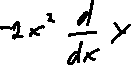 -2x² d/dx y